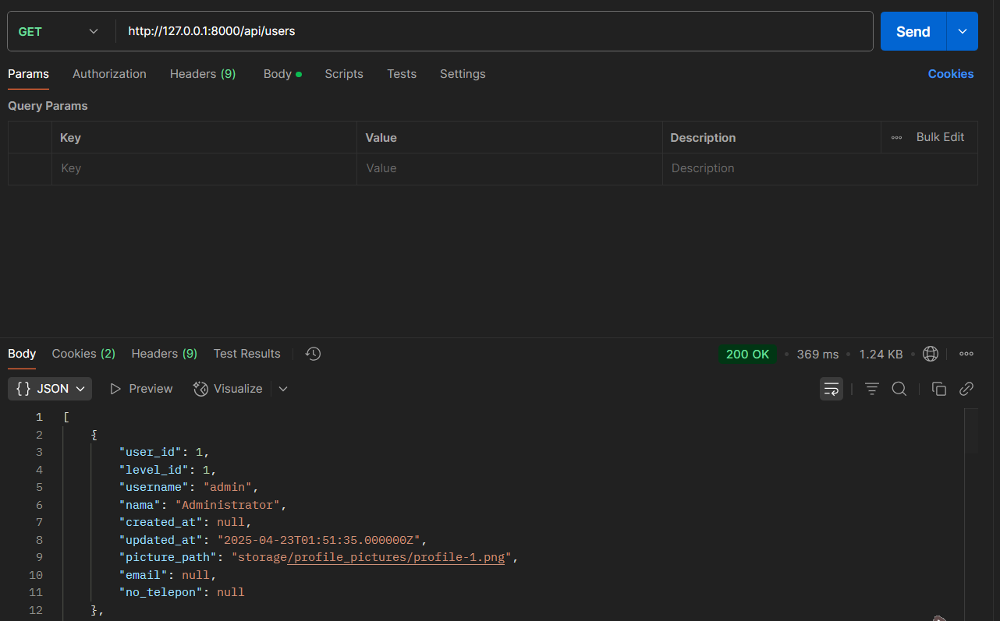 GET http://127.0.0.1:8000/api/users Send
Params Authorization Headers (9) Body Scripts Tests Settings Cookies
Query Params
Key Value Description Bulk Edit
Key Value Description
Body Cookies (2) Headers (9) Test Results 200 OK 369 ms 1.24 KB
{} JSON Preview Visualize
1 [
2 {
3 "user_id": 1,
4 "level_id": 1,
5 "username": "admin",
6 "nama": "Administrator",
7 "created_at": null,
8 "updated_at": "2025-04-23T01:51:35.000000Z",
9 "picture_path": "storage/profile_pictures/profile-1.png",
10 "email": null,
11 "no_telepon": null
12 },